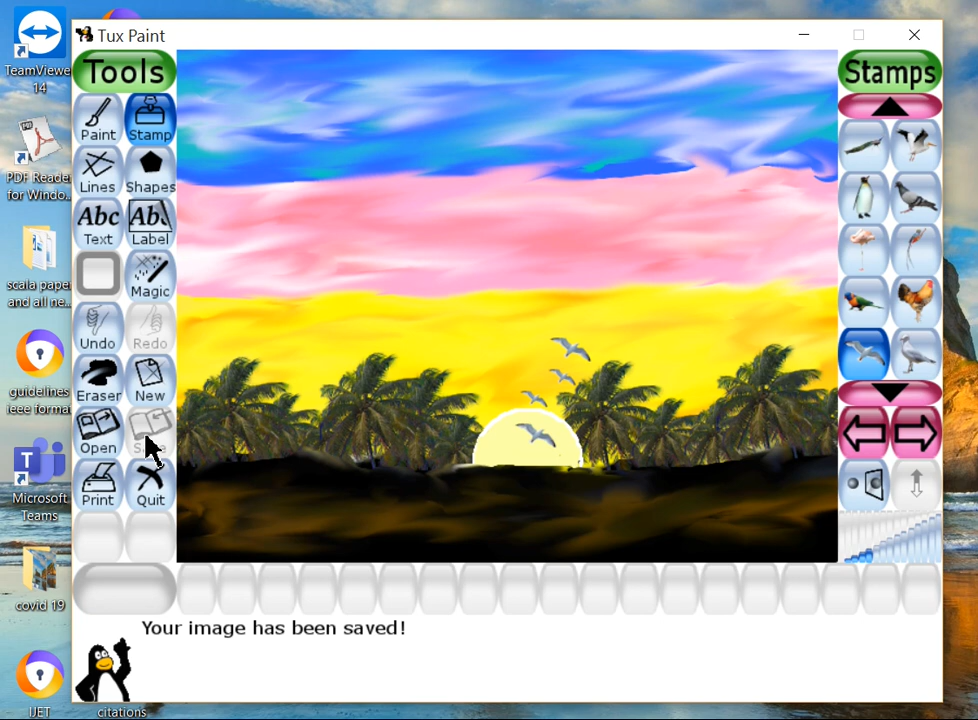 TeamViewer
14
PDF Reade
for Windo...
scala pape
and all ne...
guidelines
ieee format
Microsoft
Teams
covid 19
IJET
citations
Tux Paint
Tools
Paint
Stamp
Lines
Shapes
Abc
Text
Abc
Label
Magic
Undo
Redo
Eraser
New
Open
Print
Quit
Stamps
Your image has been saved!